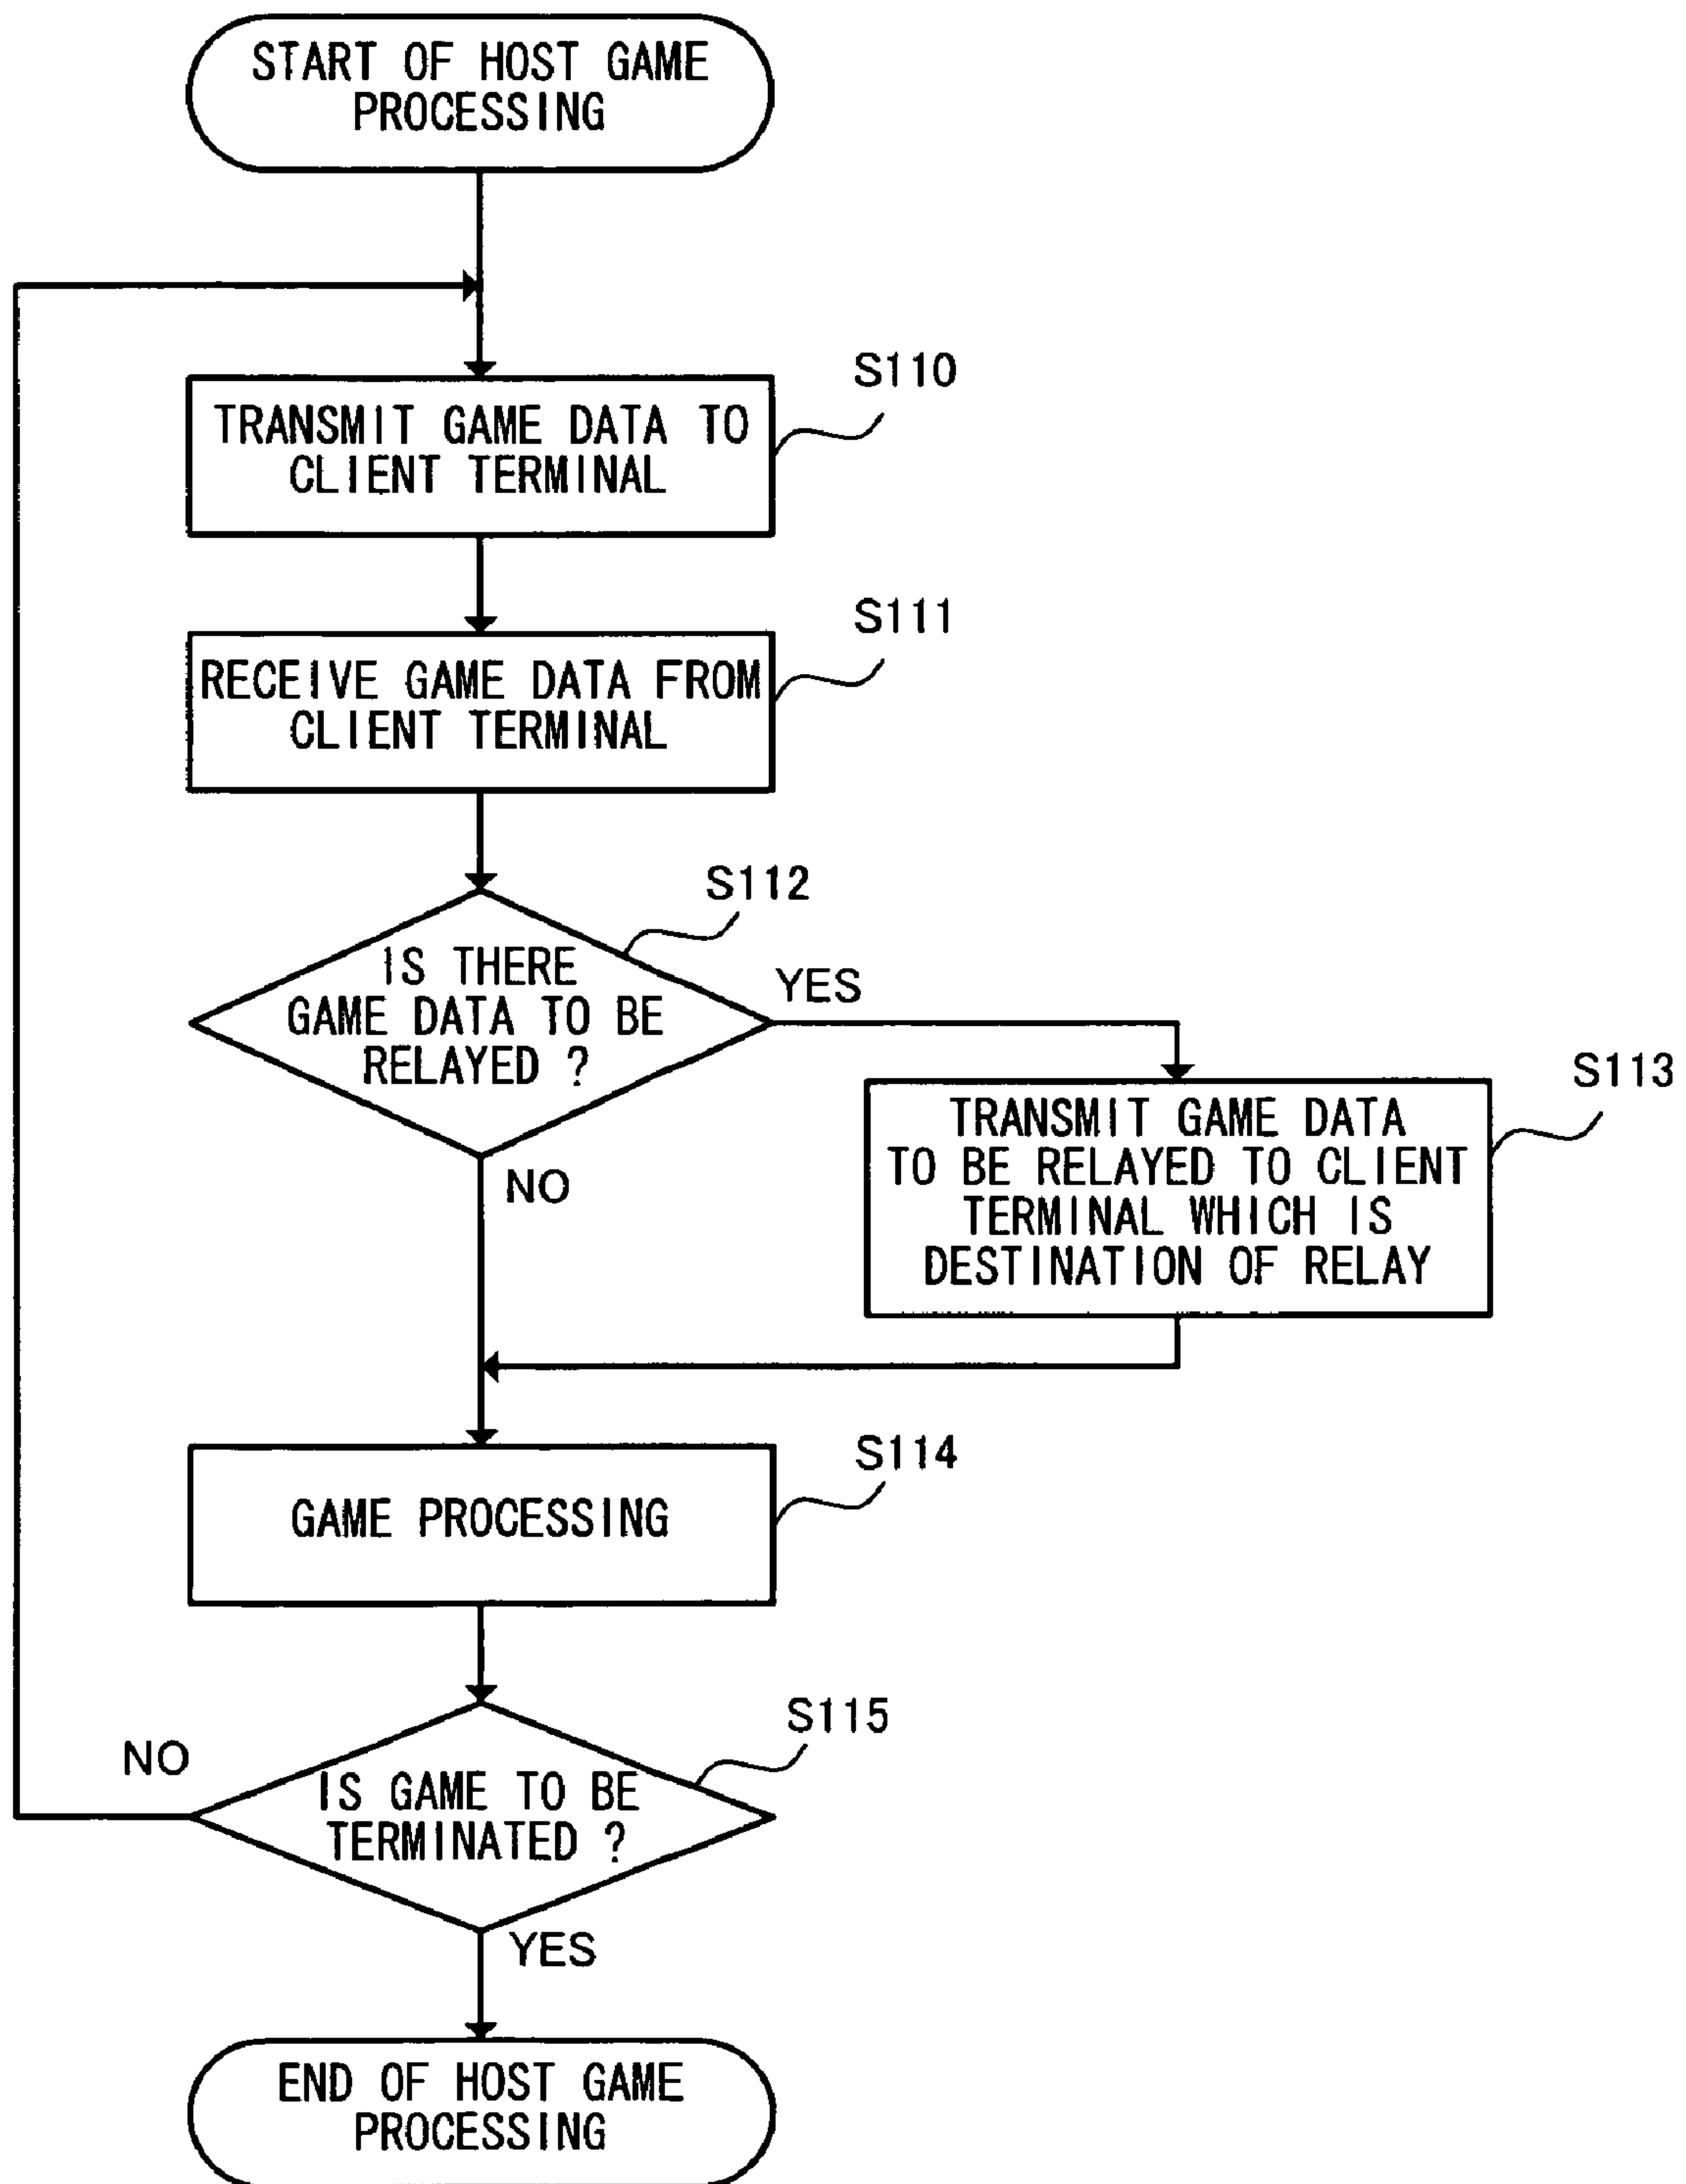 START OF HOST GAME
PROCESSING
S110
TRANSMIT GAME DATA TO
CLIENT TERMINAL
S111
RECEIVE GAME DATA FROM
CLIENT TERMINAL
S112
IS THERE
GAME DATA TO BE
RELAYED ?
YES
NO
S113
TRANSMIT GAME DATA
TO BE RELAYED TO CLIENT
TERMINAL WHICH IS
DESTINATION OF RELAY
S114
GAME PROCESSING
S115
IS GAME TO BE
TERMINATED ?
NO
YES
END OF HOST GAME
PROCESSING